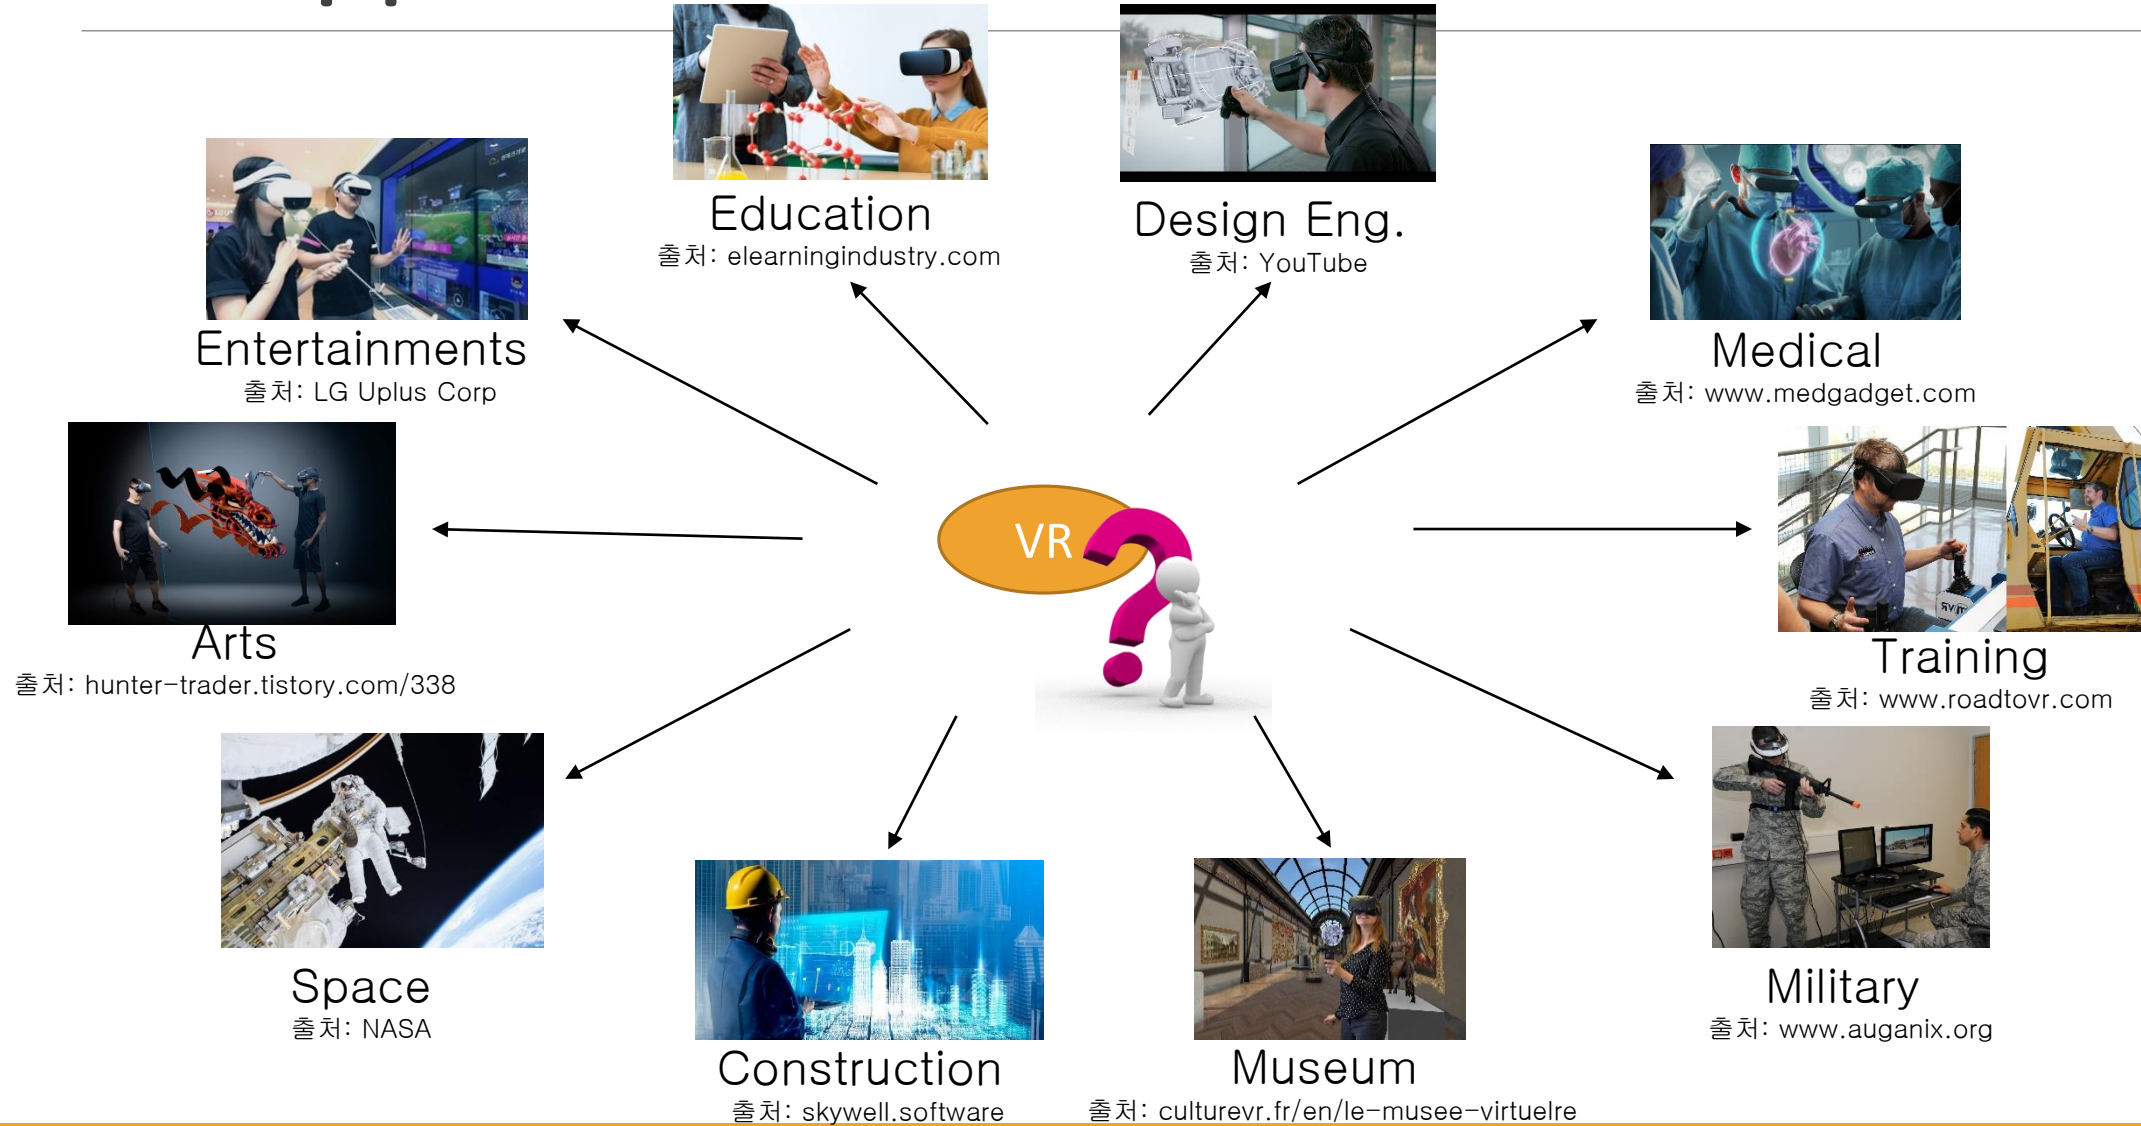 Education
출처: elearningindustry.com
Design Eng.
출처: YouTube
Entertainments
출처: LG Uplus Corp
Medical
출처: www.medgadget.com
VR
Arts
출처: hunter-trader.tistory.com/338
Training
출처: www.roadtovr.com
Space
출처: NASA
Military
출처: www.auganix.org
Construction
출처: skywell.software
Museum
출처: culturevr.fr/en/le-musee-virtuelre